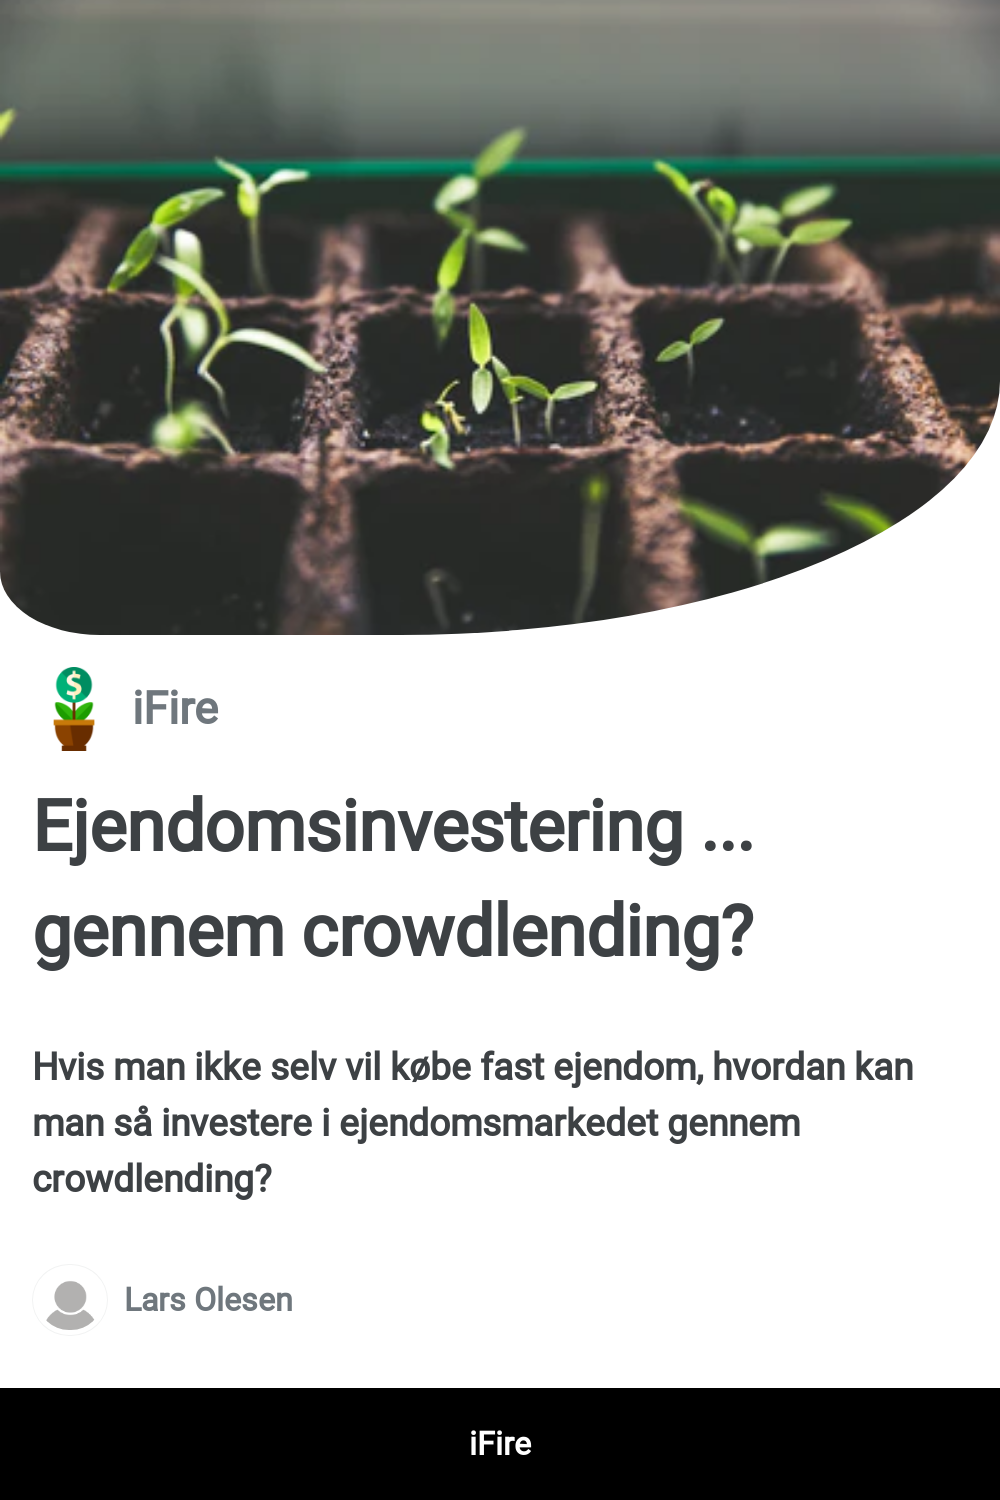 $
iFire
Ejendomsinvestering ...
gennem crowdlending?
Hvis man ikke selv vil købe fast ejendom, hvordan kan
man så investere i ejendomsmarkedet gennem
crowdlending?
Lars Olesen
iFire